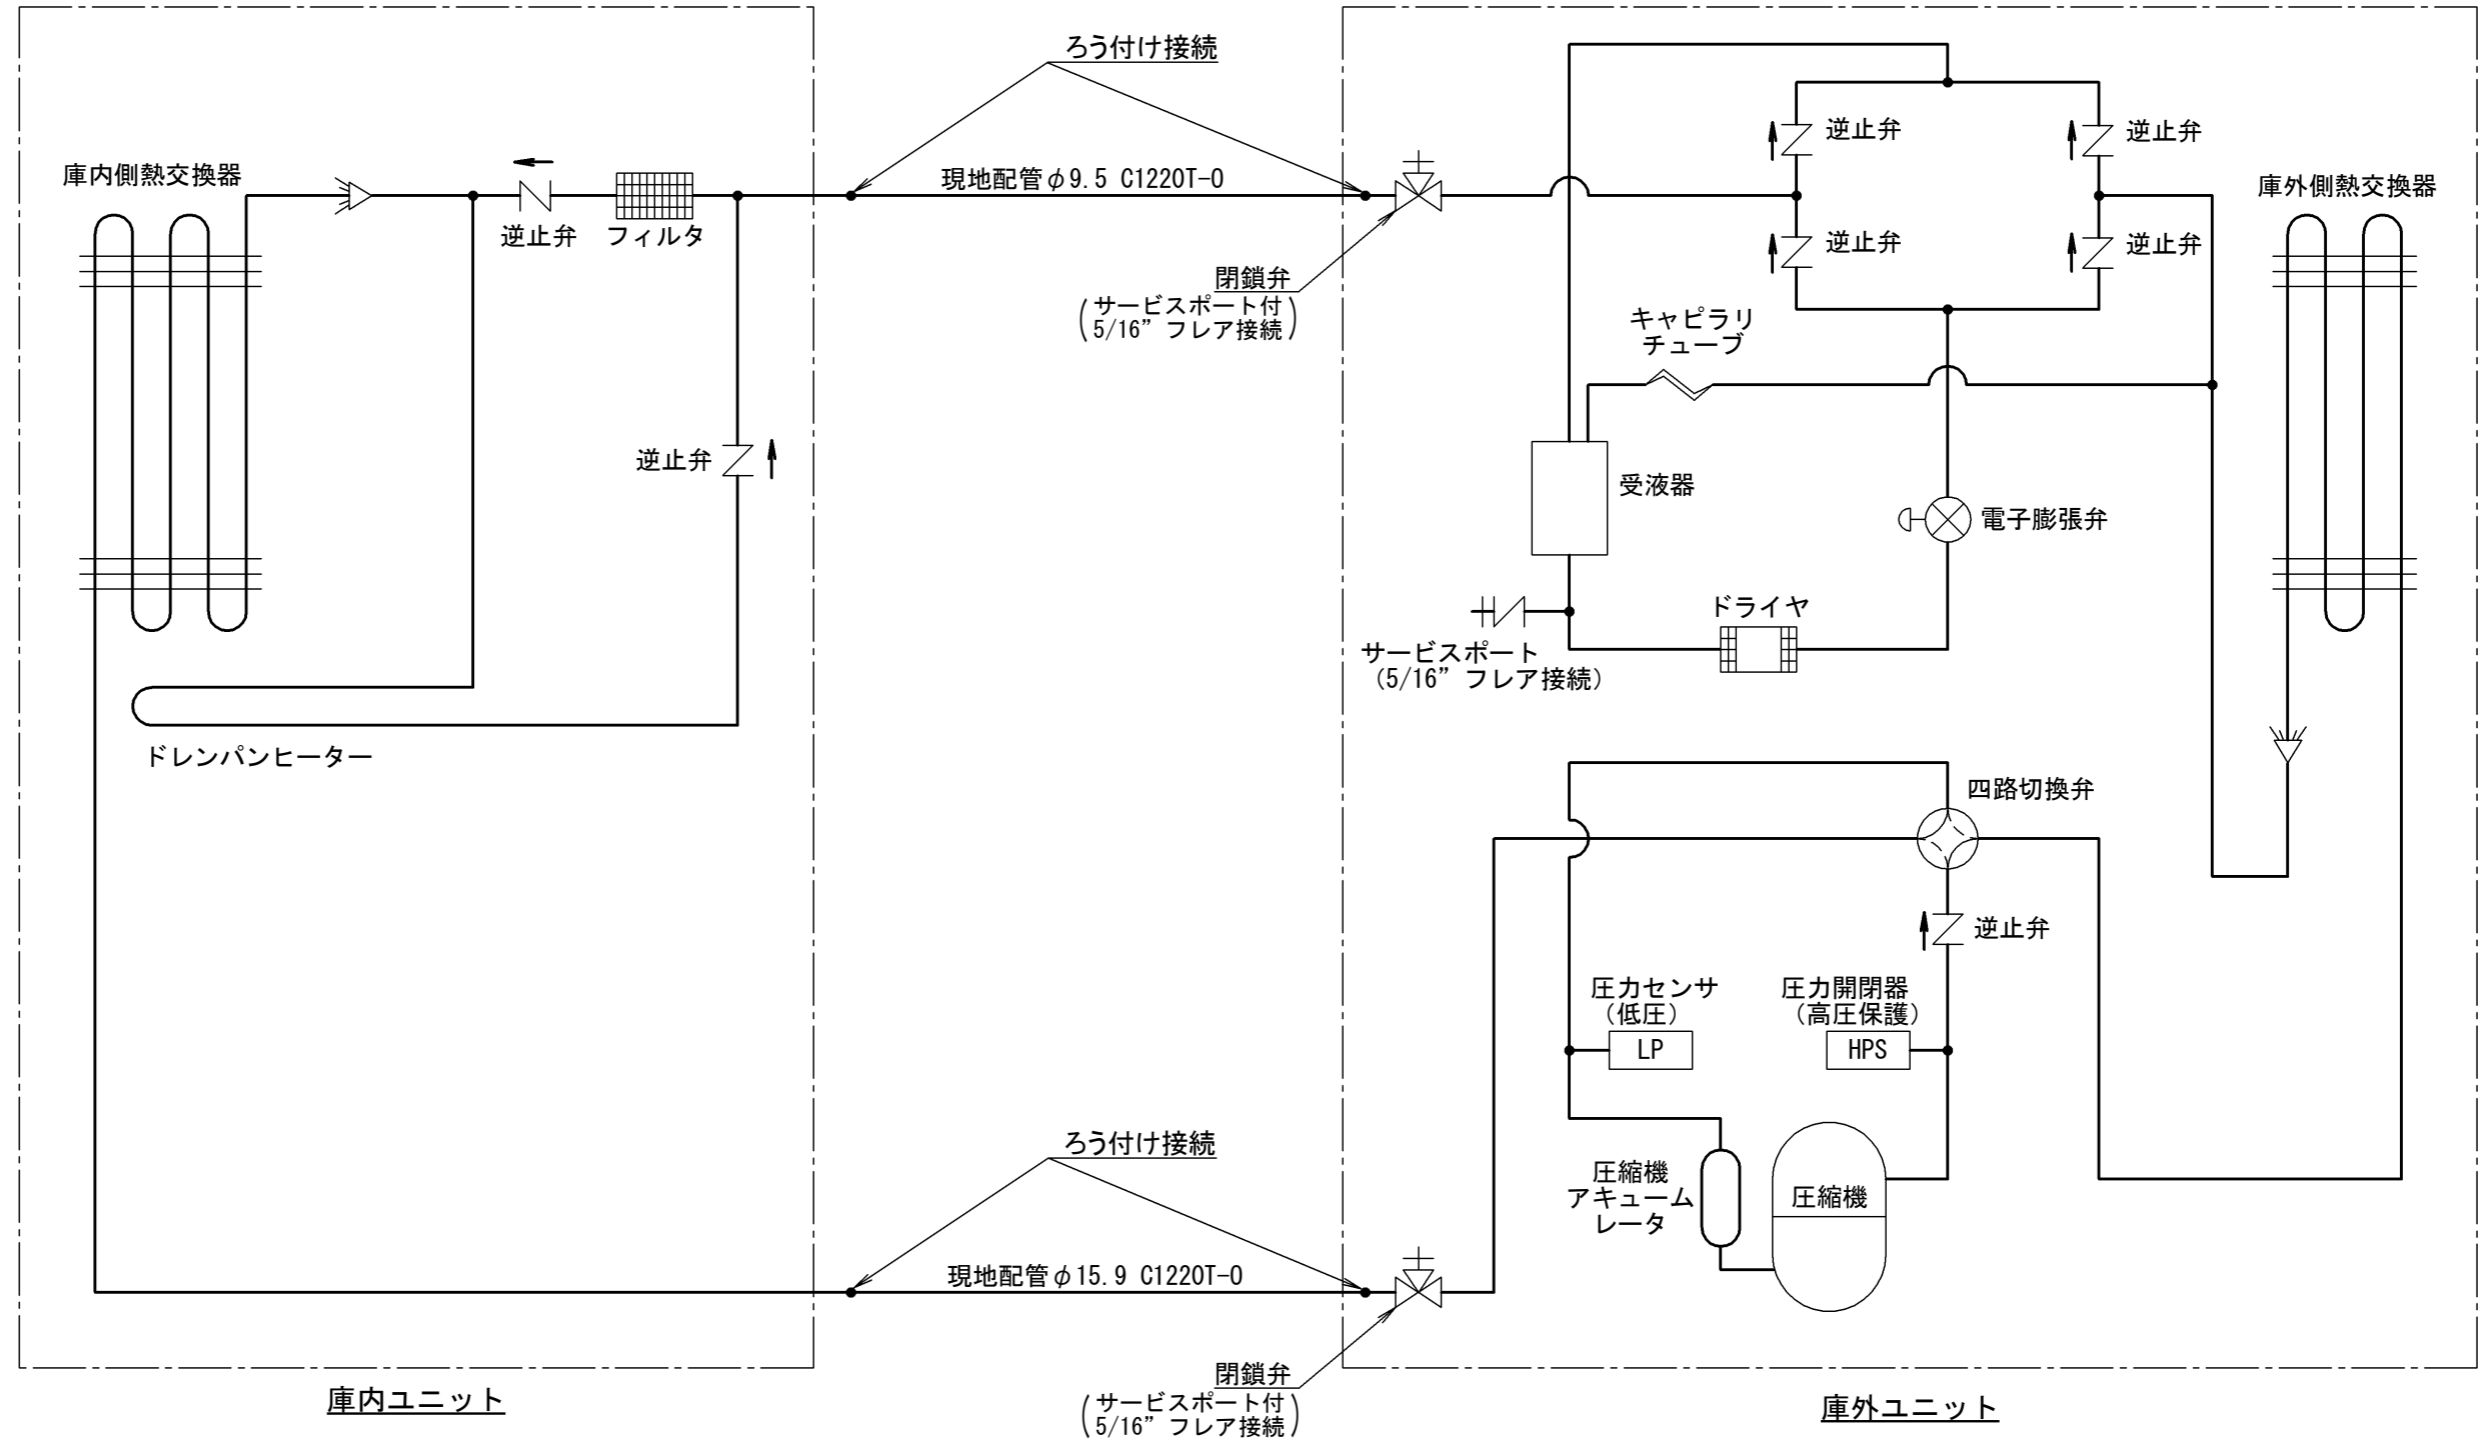 ろう付け接続
逆止弁
逆止弁
庫内側熱交換器
現地配管φ9.5 C1220T-O
庫外側熱交換器
逆止弁
フィルタ
逆止弁
逆止弁
閉鎖弁
(サービスポート付
5/16”フレア接続)
キャピラリ
チューブ
逆止弁
受液器
電子膨張弁
ドライヤ
サービスポート
(5/16”フレア接続)
ドレンパンヒーター
四路切換弁
逆止弁
圧力センサ
(低圧)
LP
圧力開閉器
(高圧保護)
HPS
ろう付け接続
圧縮機
アキューム
レータ
圧縮機
現地配管φ15.9 C1220T-O
閉鎖弁
(サービスポート付
5/16”フレア接続)
庫内ユニット
庫外ユニット